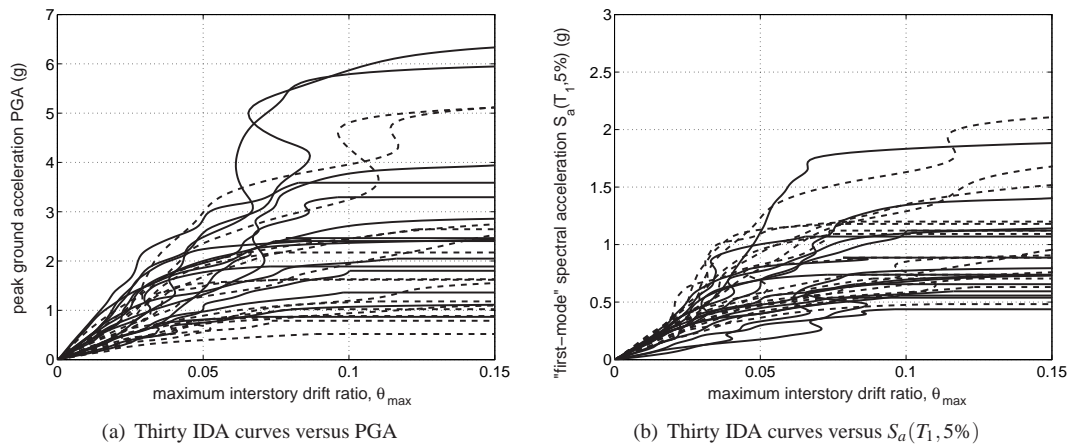 7
6
5
4
3
2
1
0
peak ground acceleration PGA (g)
0 0.05 0.1 0.15
maximum interstory drift ratio, θmax
(a) Thirty IDA curves versus PGA
3
2.5
2
1.5
1
0.5
0
"first−mode" spectral acceleration Sa(T1,5%) (g)
0 0.05 0.1 0.15
maximum interstory drift ratio, θmax
(b) Thirty IDA curves versus Sa(T1, 5%)